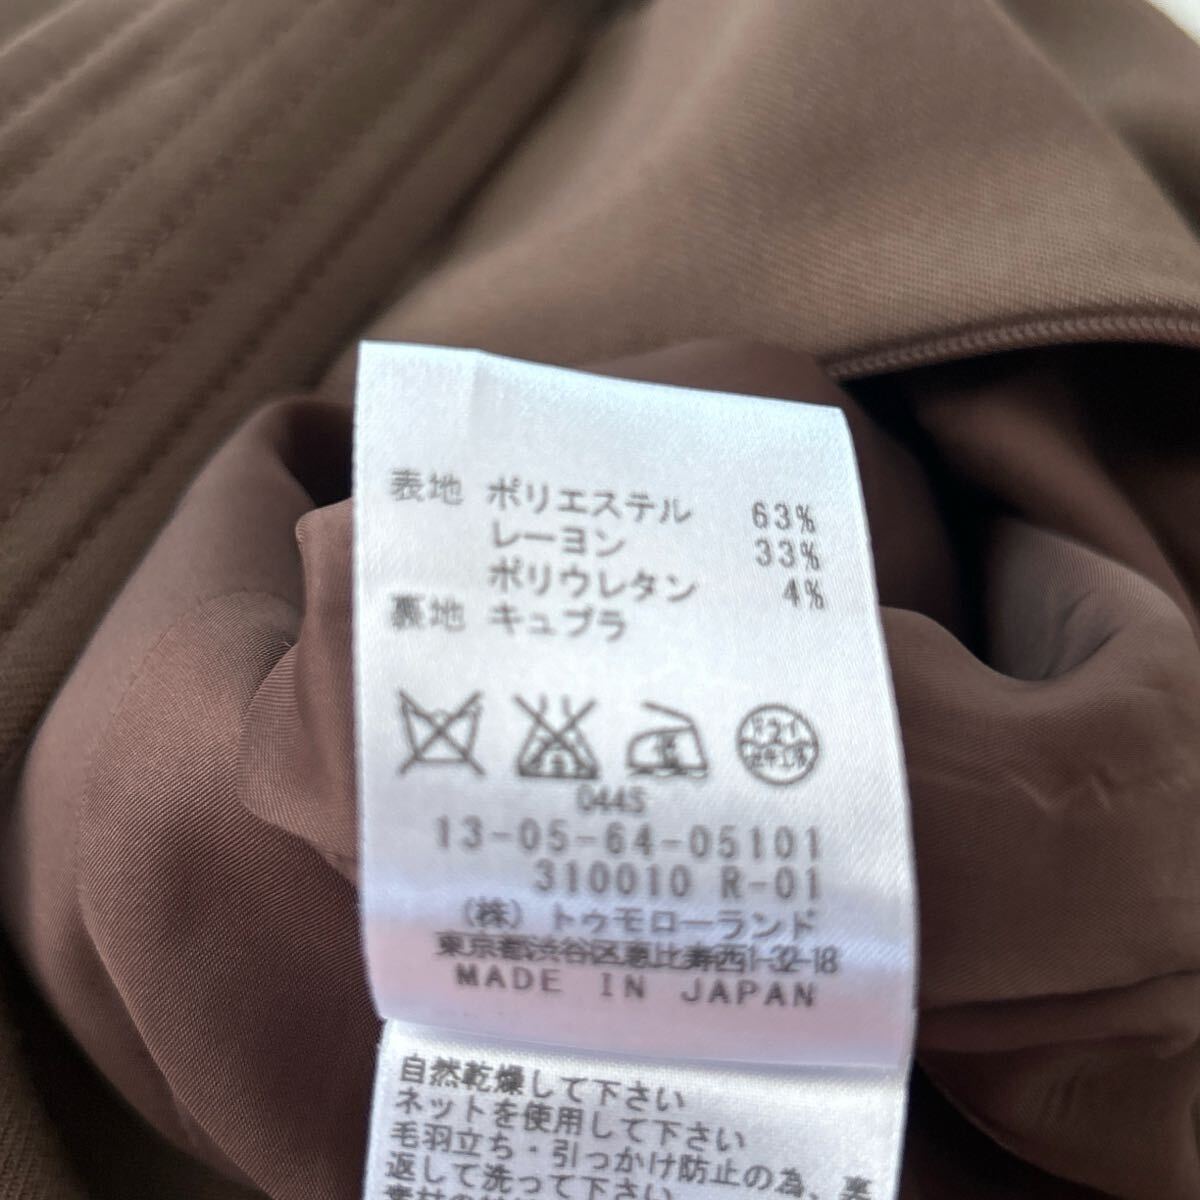 表地 ポリエステル 63%
レーヨン 33%
ポリウレタン 4%
裏地 キュプラ
044S
13-05-64-05101
310010 R-01
(株)トゥモローランド
東京都渋谷区恵比寿西1-32-18
MADE IN JAPAN
自然乾燥して下さい
ネットを使用して下さい
毛羽立ち・引っかけ防止の為、裏
返して洗って下さい